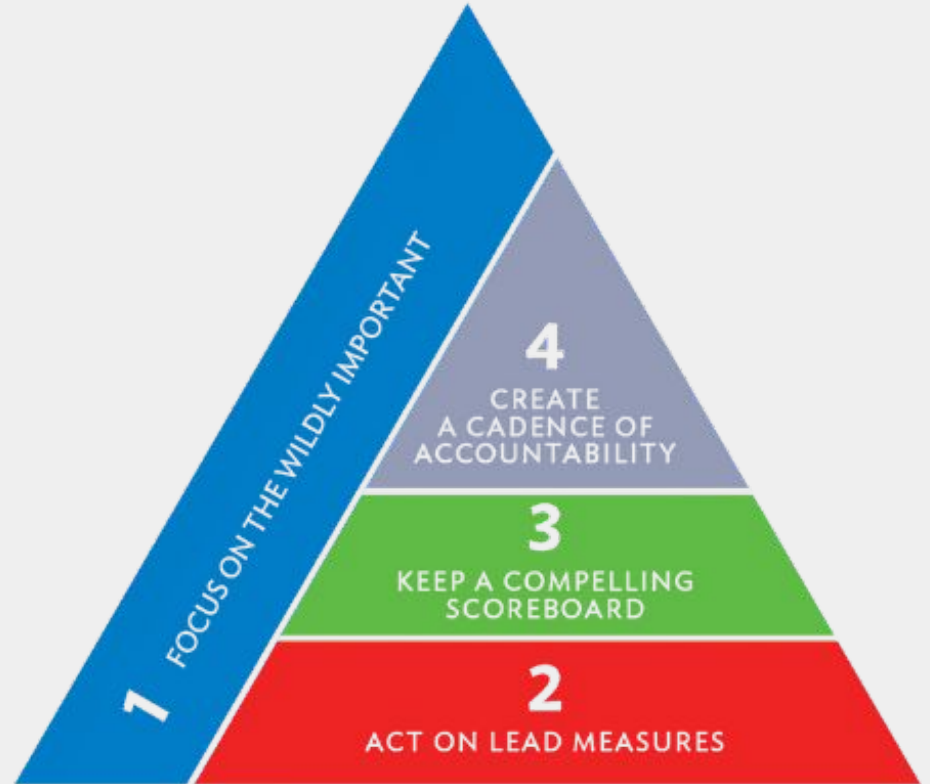 1 FOCUS ON THE WILDLY IMPORTANT
4
CREATE
A CADENCE OF
ACCOUNTABILITY
3
KEEP A COMPELLING
SCOREBOARD
2
ACT ON LEAD MEASURES